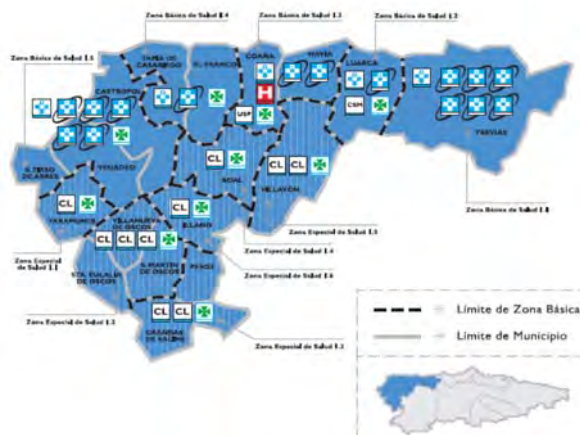 Zona Básica de Salud I.4
Zona Básica de Salud I.3
Zona Básica de Salud I.2
Zona Básica de Salud I.5
TAPIA DE
CASARIEGO
EL FRANCO
COAÑA
NAVIA
LUARCA
CASTROPOL
H
USP
CSM
TREVIAS
S. TIRSO
DE ABRES
VEGADEO
CL
BOAL
CL CL
VILLAYON
CL
TARAMUNDI
CL
ILLANO
VILLANUEVA
DE OSCOS
CL CL CL
Zona Básica de Salud I.1
Zona Especial de Salud I.5
Zona Especial de Salud I.4
Zona Especial
de Salud I.1
STA. EULALIA
DE OSCOS
S. MARTIN
DE OSCOS
PESOZ
Zona Especial de Salud I.6
Zona Especial de Salud I.2
CL CL
GRANDAS
DE SALIME
Zona Especial de Salud I.3
Límite de Zona Básica
Límite de Municipio